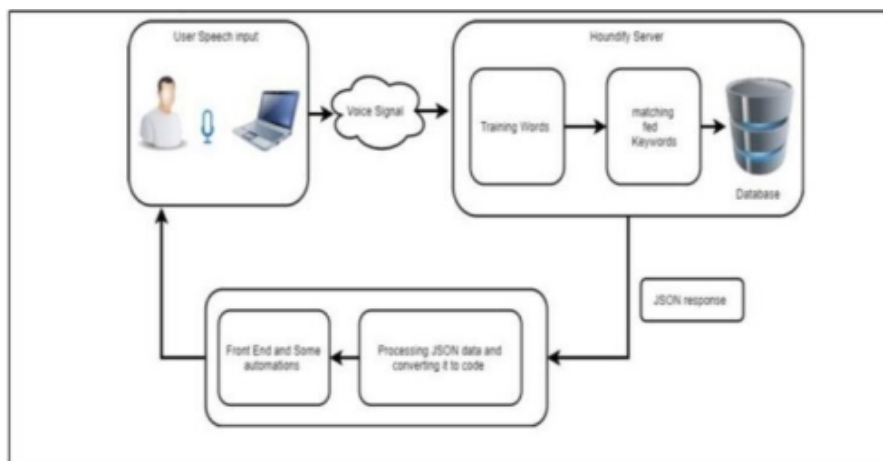 User Speech input
Houndify Server
Voice Signal
Training Words
matching
fed
Keywords
Database
JSON response
Front End and Some
automations
Processing JSON data and
converting it to code